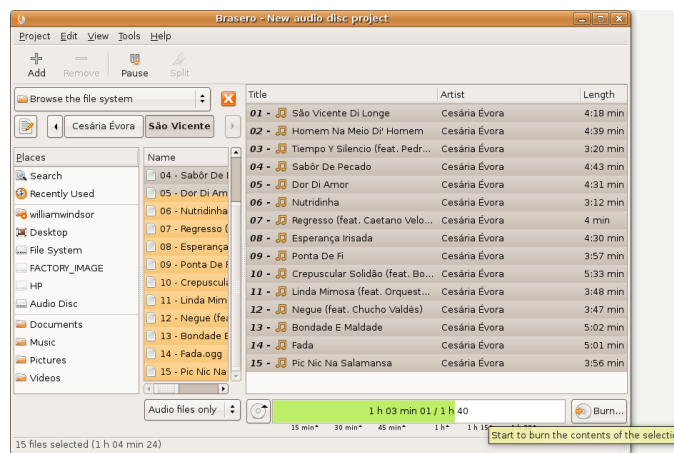 Brasero - New audio disc project
Project Edit View Tools Help
Add Remove Pause Split
Browse the file system
Cesária Évora São Vicente
Places
Search
Recently Used
williamwindsor
Desktop
File System
FACTORY_IMAGE
HP
Audio Disc
Documents
Music
Pictures
Videos
Name
04 - Sabôr De
05 - Dor Di Am
06 - Nutridinha
07 - Regresso (
08 - Esperança
09 - Ponta De F
10 - Crepuscula
11 - Linda Mim
12 - Negue (fea
13 - Bondade E
14 - Fada.ogg
15 - Pic Nic Na
Audio files only
Title Artist Length
01 - São Vicente Di Longe Cesária Évora 4:18 min
02 - Homem Na Meio Di' Homem Cesária Évora 4:39 min
03 - Tiempo Y Silencio (feat. Pedr... Cesária Évora 3:20 min
04 - Sabôr De Pecado Cesária Évora 4:43 min
05 - Dor Di Amor Cesária Évora 4:31 min
06 - Nutridinha Cesária Évora 3:12 min
07 - Regresso (feat. Caetano Velo... Cesária Évora 4 min
08 - Esperança Irisada Cesária Évora 4:30 min
09 - Ponta De Fi Cesária Évora 3:57 min
10 - Crepuscular Solidão (feat. Bo... Cesária Évora 5:33 min
11 - Linda Mimosa (feat. Orquest... Cesária Évora 3:48 min
12 - Negue (feat. Chucho Valdés) Cesária Évora 3:47 min
13 - Bondade E Maldade Cesária Évora 5:02 min
14 - Fada Cesária Évora 5:01 min
15 - Pic Nic Na Salamansa Cesária Évora 3:56 min
1 h 03 min 01 / 1 h 40
Burn...
15 min 30 min 45 min 1 h 1 h 15
Start to burn the contents of the selectio
15 files selected (1 h 04 min 24)